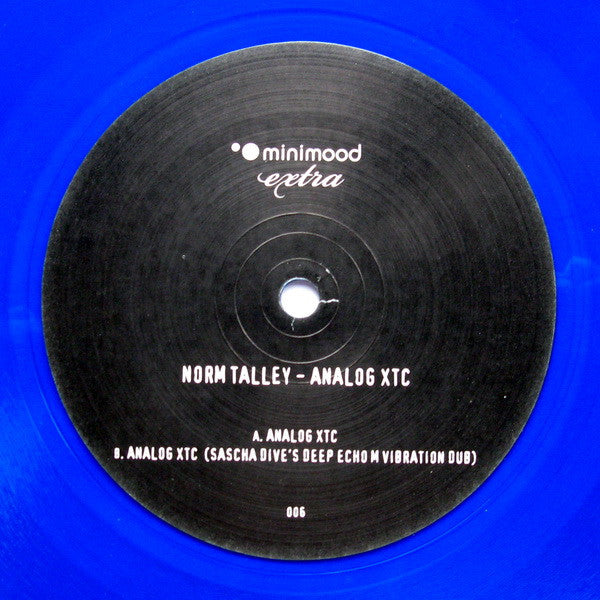 minimood
extra
NORM TALLEY - ANALOG XTC
A. ANALOG XTC
B. ANALOG XTC (SASCHA DIVE'S DEEP ECHO M VIBRATION DUB)
006